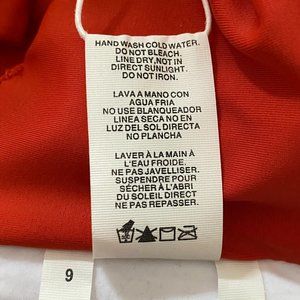 HAND WASH COLD WATER.
DO NOT BLEACH.
LINE DRY,NOT IN
DIRECT SUNLIGHT.
DO NOT IRON.
LAVA A MANO CON
AGUA FRIA
NO USE BLANQUEADOR
LINEA SECA NO EN
LUZ DEL SOL DIRECTA
NO PLANCHA
LAVER À LA MAIN À
L'EAU FROIDE.
NE PAS JAVELLISER.
SUSPENDRE POUR
SÉCHER À L'ABRI
DU SOLEIL DIRECTE
NE PAS REPASSER.
9